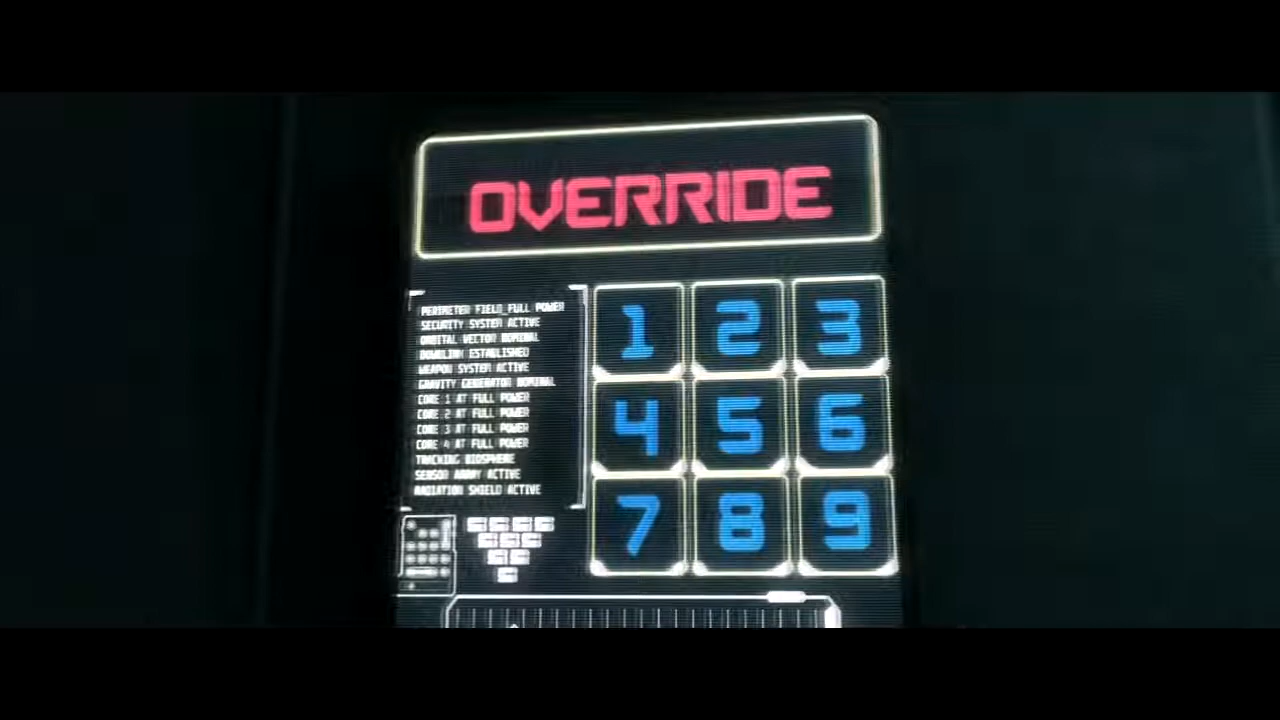 OVERRIDE
PERIMETER FIELD FULL POWER
SECURITY SYSTEM ACTIVE
ORBITAL VECTOR NOMINAL
DOWNLINK ESTABLISHED
WEAPON SYSTEM ACTIVE
GRAVITY GENERATOR NOMINAL
CORE 1 AT FULL POWER
CORE 2 AT FULL POWER
CORE 3 AT FULL POWER
CORE 4 AT FULL POWER
TRACKING BIOSPHERE
SENSOR ARRAY ACTIVE
RADIATION SHIELD ACTIVE
1 2 3
4 5 6
7 8 9